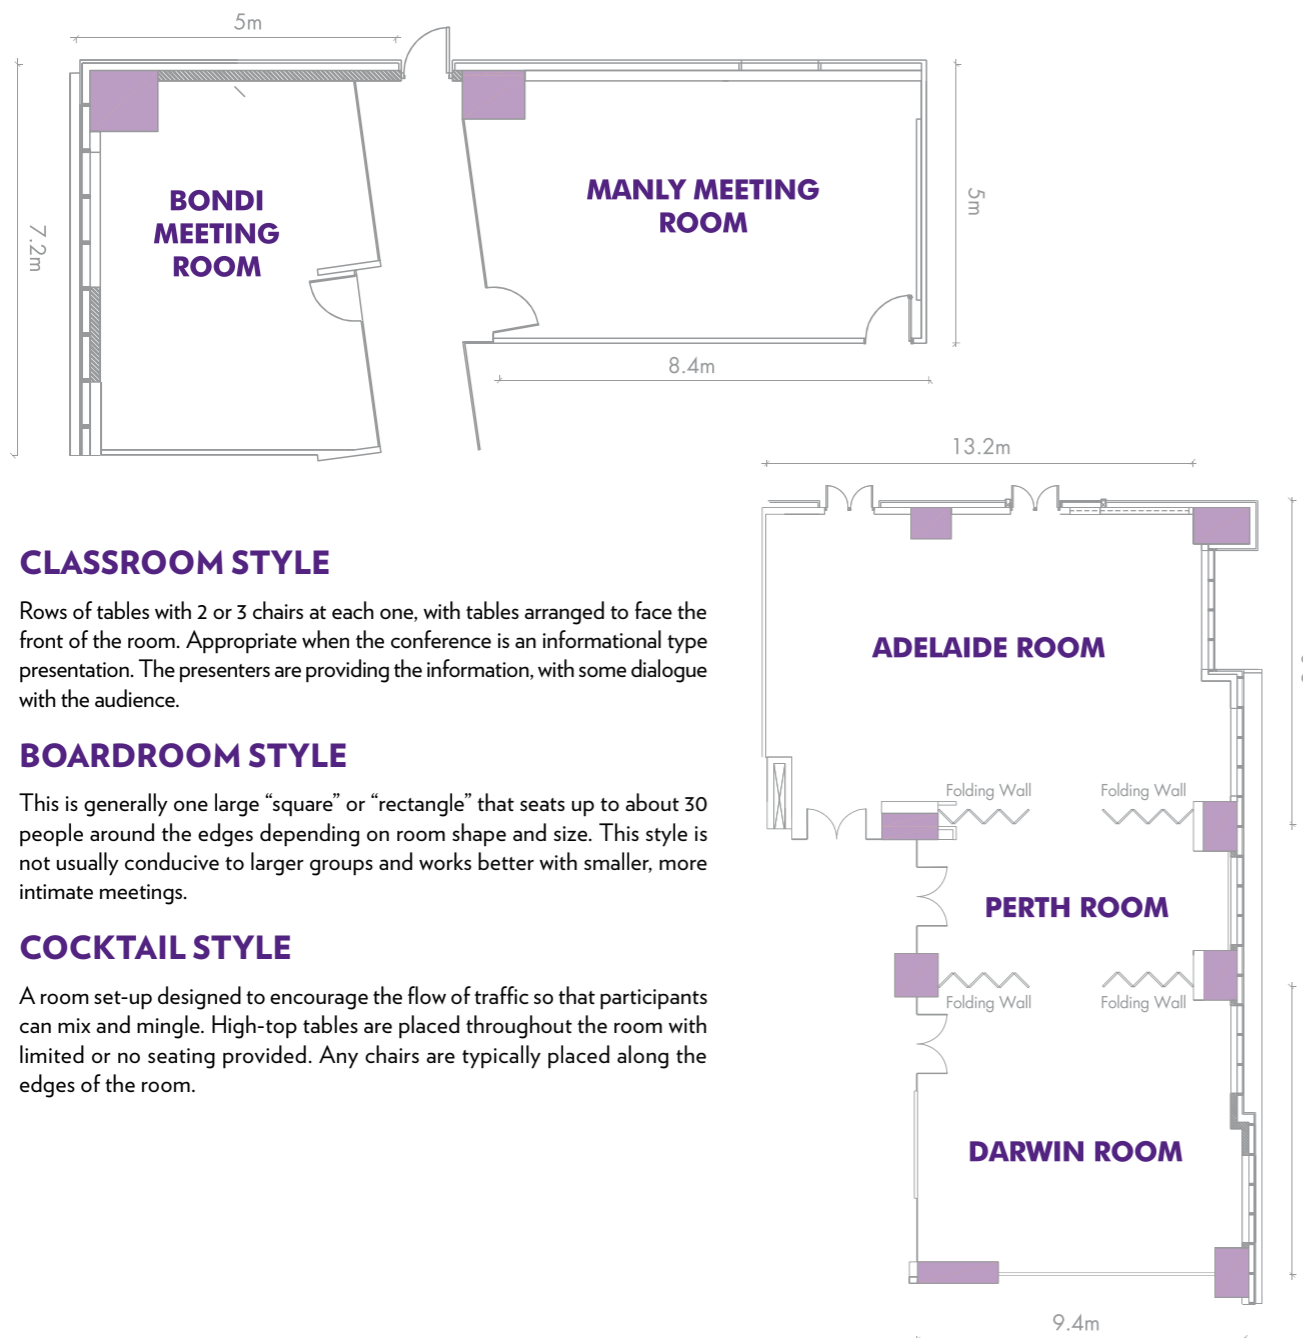 5m
BONDI
MEETING
ROOM
7.2m
MANLY MEETING
ROOM
5m
8.4m
13.2m
CLASSROOM STYLE
Rows of tables with 2 or 3 chairs at each one, with tables arranged to face the
front of the room. Appropriate when the conference is an informational type
presentation. The presenters are providing the information, with some dialogue
with the audience.
BOARDROOM STYLE
This is generally one large “square” or “rectangle” that seats up to about 30
people around the edges depending on room shape and size. This style is
not usually conducive to larger groups and works better with smaller, more
intimate meetings.
COCKTAIL STYLE
A room set-up designed to encourage the flow of traffic so that participants
can mix and mingle. High-top tables are placed throughout the room with
limited or no seating provided. Any chairs are typically placed along the
edges of the room.
ADELAIDE ROOM
Folding Wall
Folding Wall
PERTH ROOM
Folding Wall
Folding Wall
DARWIN ROOM
9.4m